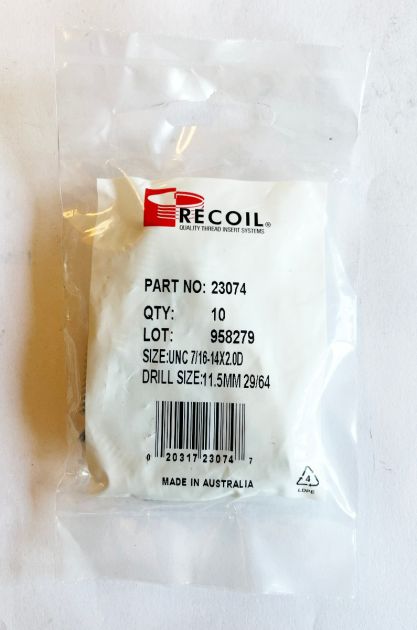 RECOIL®
QUALITY THREAD INSERT SYSTEMS
PART NO: 23074
QTY: 10
LOT: 958279
SIZE:UNC 7/16-14X2.0D
DRILL SIZE:11.5MM 29/64
0 20317 23074 7
MADE IN AUSTRALIA
4
LDPE